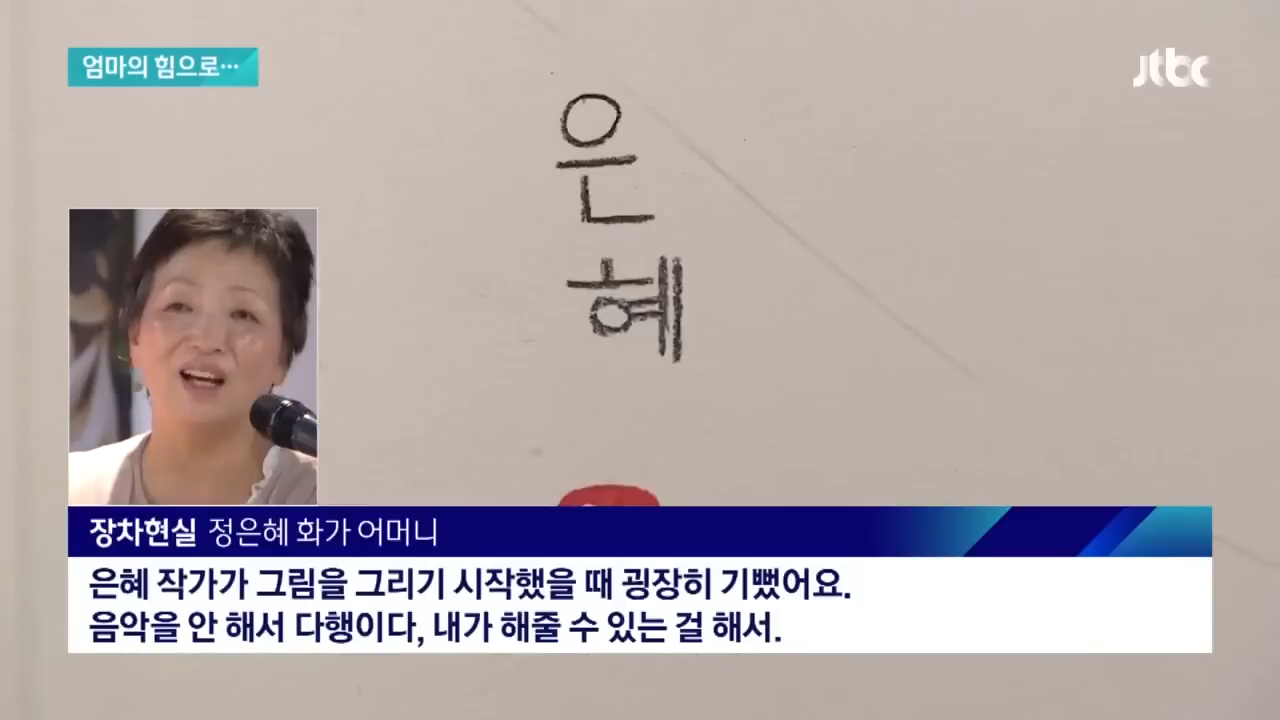 엄마의 힘으로…
jtbc
은
혜
장차현실 정은혜 화가 어머니
은혜 작가가 그림을 그리기 시작했을 때 굉장히 기뻤어요.
음악을 안 해서 다행이다, 내가 해줄 수 있는 걸 해서.